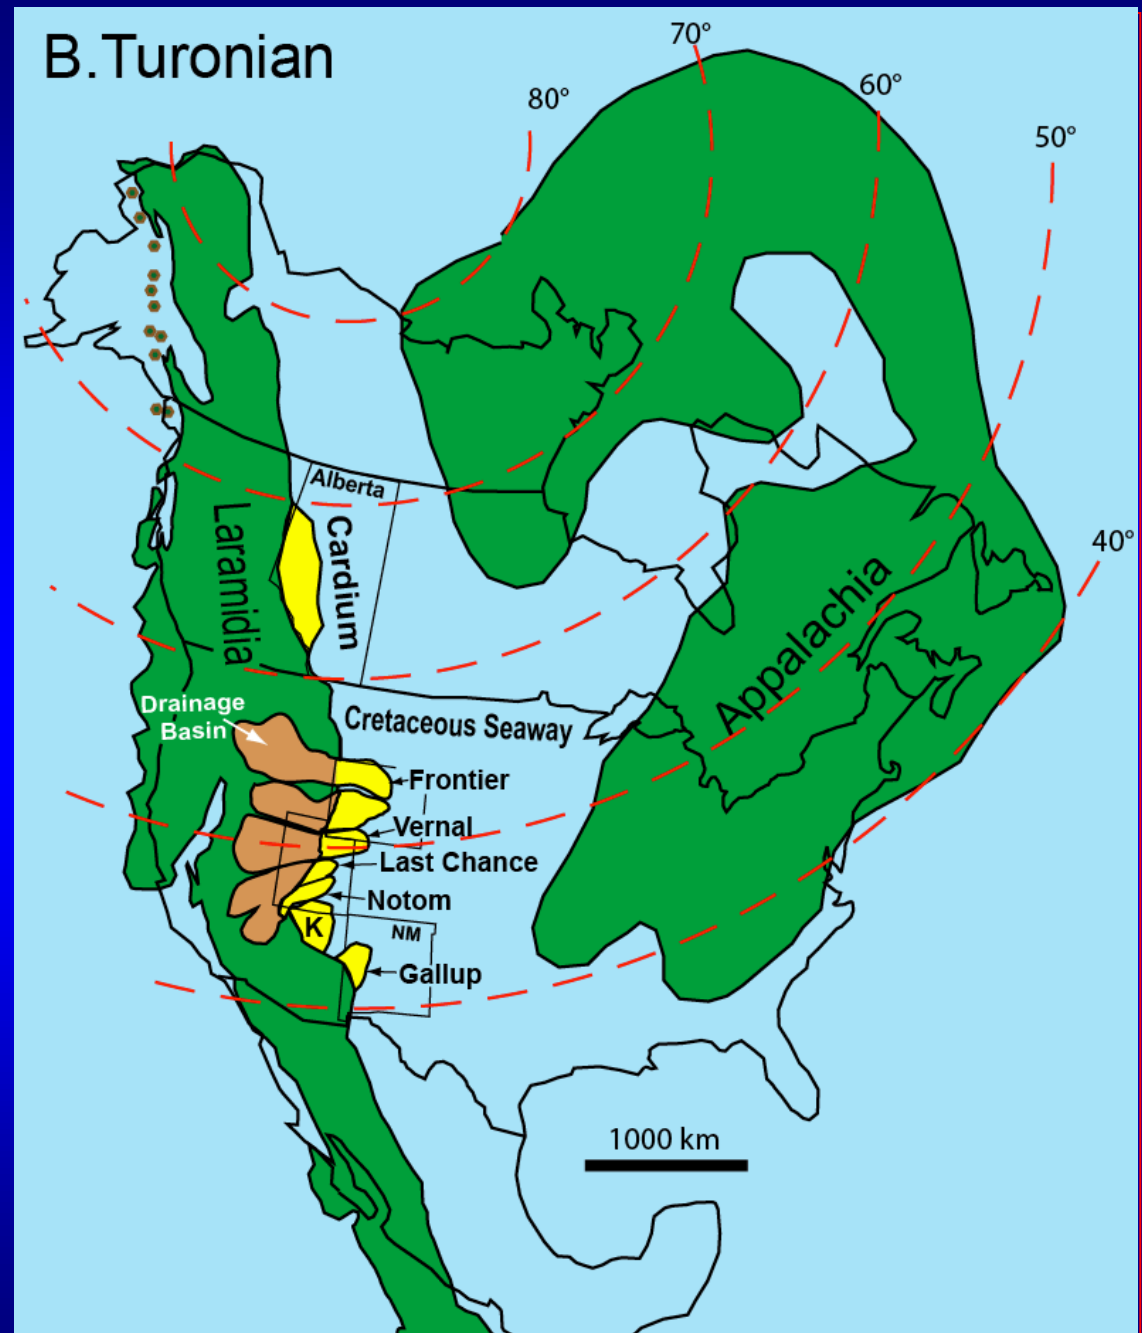 B.Turonian
70°
60°
80°
50°
40°
Alberta
Cardium
Laramidia
Appalachia
Drainage
Basin
Cretaceous Seaway
Frontier
Vernal
Last Chance
Notom
K
NM
Gallup
1000 km